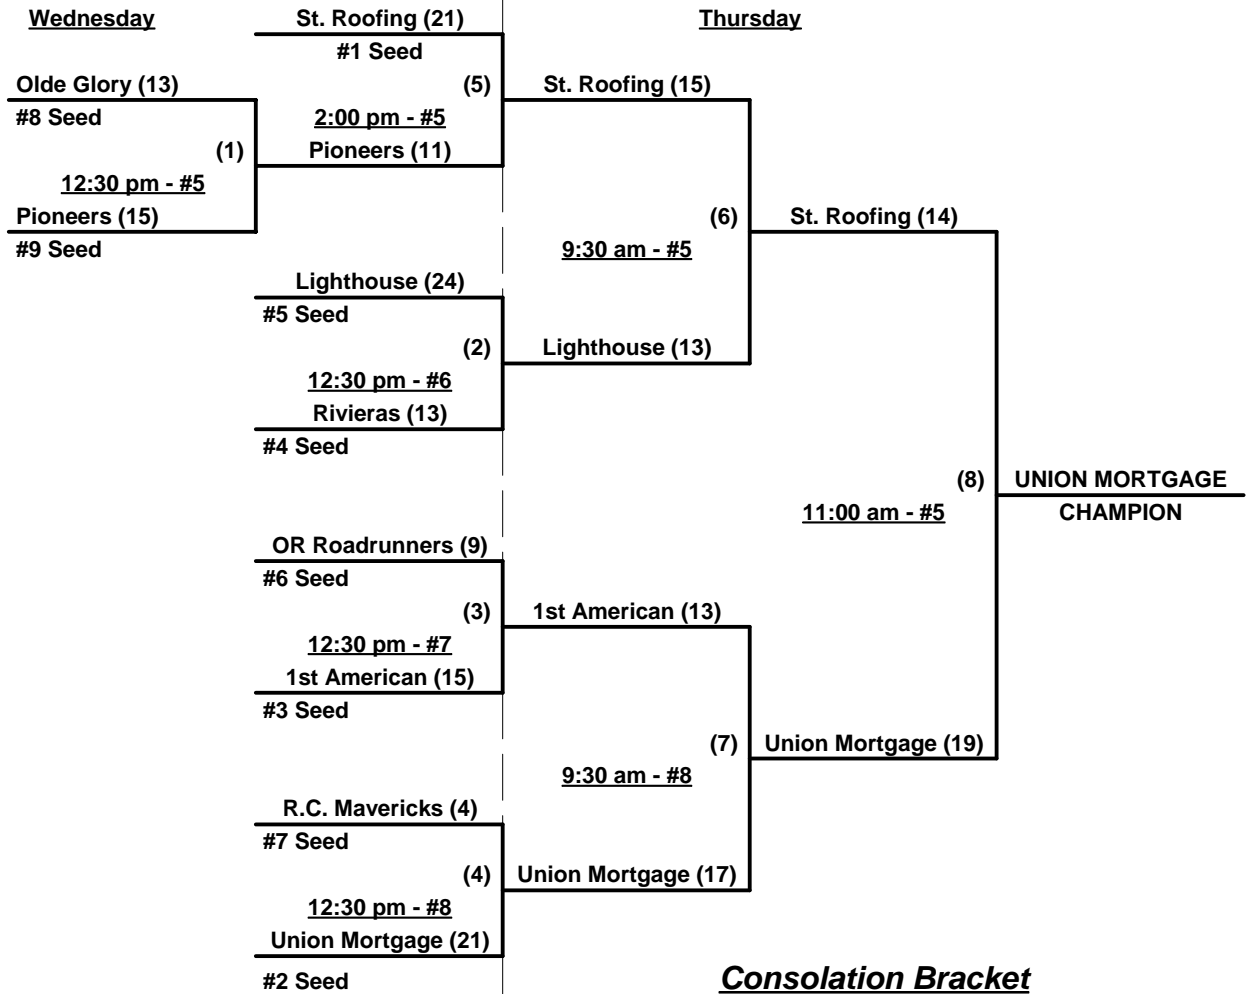 Wednesday
St. Roofing (21)
Thursday
#1 Seed
Olde Glory (13)
(5)
St. Roofing (15)
#8 Seed
2:00 pm - #5
(1)
Pioneers (11)
12:30 pm - #5
Pioneers (15)
(6)
St. Roofing (14)
#9 Seed
9:30 am - #5
Lighthouse (24)
#5 Seed
(2)
Lighthouse (13)
12:30 pm - #6
Rivieras (13)
#4 Seed
(8)
UNION MORTGAGE
11:00 am - #5
CHAMPION
OR Roadrunners (9)
#6 Seed
(3)
1st American (13)
12:30 pm - #7
1st American (15)
#3 Seed
(7)
Union Mortgage (19)
9:30 am - #8
R.C. Mavericks (4)
#7 Seed
(4)
Union Mortgage (17)
12:30 pm - #8
Union Mortgage (21)
#2 Seed
Consolation Bracket